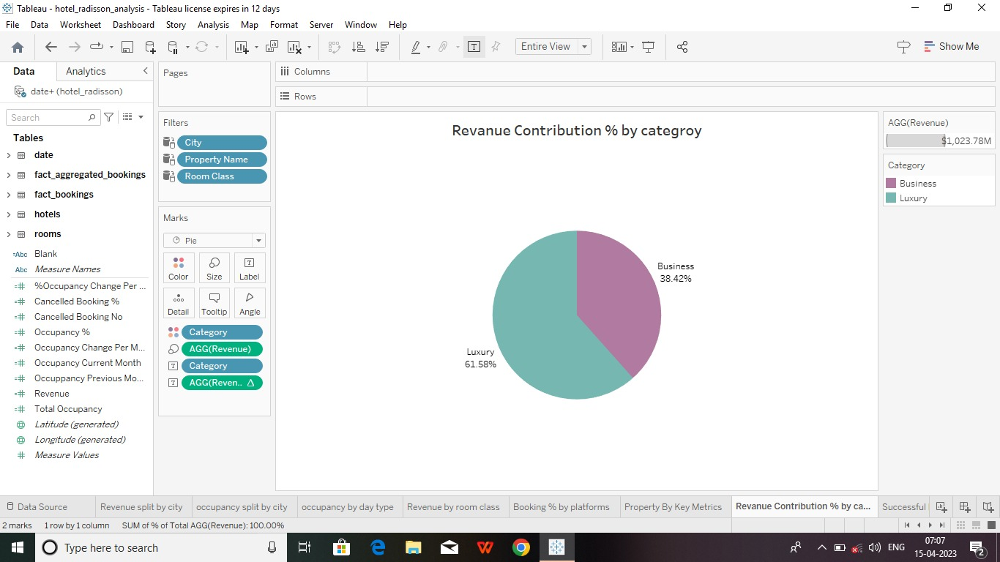 Tableau - hotel_radisson_analysis - Tableau license expires in 12 days
File Data Worksheet Dashboard Story Analysis Map Format Server Window Help
Entire View
Show Me
Data Analytics
date+ (hotel_radisson)
Search
Tables
date
fact_aggregated_bookings
fact_bookings
hotels
rooms
=Abc Blank
Abc Measure Names
%Occupancy Change Per ...
Cancelled Booking %
Cancelled Booking No
Occupancy %
Occupancy Change Per M...
Occupancy Current Month
Occuppancy Previous Mo...
Revenue
Total Occupancy
Latitude (generated)
Longitude (generated)
Measure Values
Pages
Filters
City
Property Name
Room Class
Marks
Pie
Color Size Label
Detail Tooltip Angle
Category
AGG(Revenue)
Category
AGG(Reven..
Columns
Rows
Revanue Contribution % by categroy
Business
38.42%
Luxury
61.58%
AGG(Revenue)
$1,023.78M
Category
Business
Luxury
Data Source Revenue split by city occupancy split by city occupancy by day type Revenue by room class Booking % by platforms Property By Key Metrics Revanue Contribution % by ca... Successful
2 marks 1 row by 1 column SUM of % of Total AGG(Revenue): 100.00%
Type here to search
ENG
07:07
15-04-2023
2